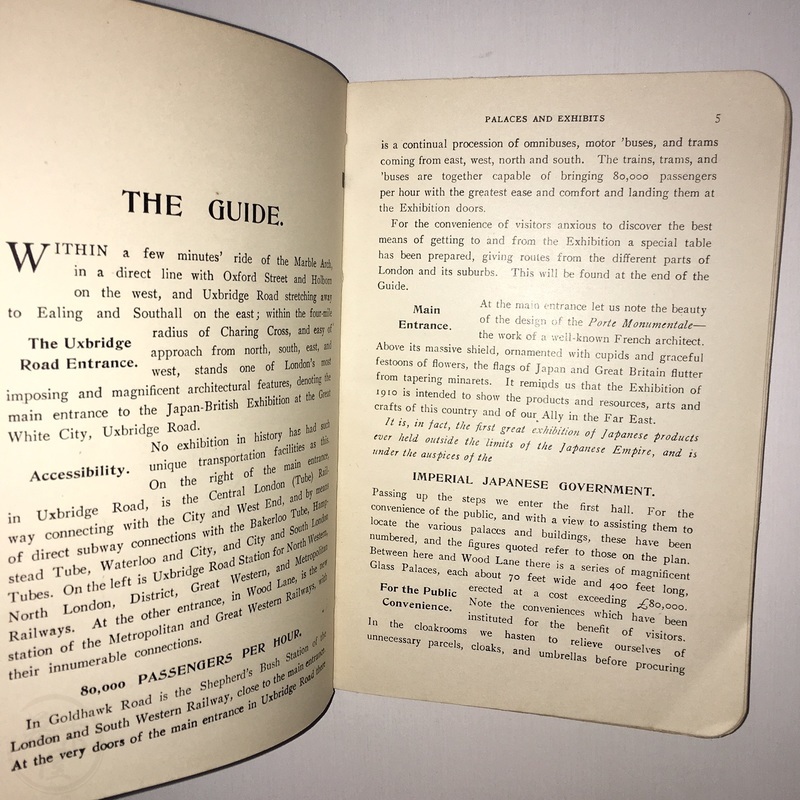 THE GUIDE.
WITHIN a few minutes' ride of the Marble Arch,
in a direct line with Oxford Street and Holborn
on the west, and Uxbridge Road stretching away
to Ealing and Southall on the east; within the four-mile
The Uxbridge Road Entrance.
radius of Charing Cross, and easy of
approach from north, south, east, and
west, stands one of London's most
imposing and magnificent architectural features, denoting the
main entrance to the Japan-British Exhibition at the Great
White City, Uxbridge Road.
Accessibility.
No exhibition in history has had such
unique transportation facilities as this.
On the right of the main entrance,
in Uxbridge Road, is the Central London (Tube) Rail-
way connecting with the City and West End, and by means
of direct subway connections with the Bakerloo Tube, Hamp-
stead Tube, Waterloo and City, and City and South London
Tubes. On the left is Uxbridge Road Station for North Western,
North London, District, Great Western, and Metropolitan
Railways. At the other entrance, in Wood Lane, is the new
station of the Metropolitan and Great Western Railways, with
their innumerable connections.
80,000 PASSENGERS PER HOUR.
In Goldhawk Road is the Shepherd's Bush Station of the
London and South Western Railway, close to the main entrance.
At the very doors of the main entrance in Uxbridge Road there
PALACES AND EXHIBITS 5
is a continual procession of omnibuses, motor 'buses, and trams
coming from east, west, north and south. The trains, trams, and
'buses are together capable of bringing 80,000 passengers
per hour with the greatest ease and comfort and landing them at
the Exhibition doors.
For the convenience of visitors anxious to discover the best
means of getting to and from the Exhibition a special table
has been prepared, giving routes from the different parts of
London and its suburbs. This will be found at the end of the
Guide.
Main Entrance.
At the main entrance let us note the beauty
of the design of the Porte Monumentale—
the work of a well-known French architect.
Above its massive shield, ornamented with cupids and graceful
festoons of flowers, the flags of Japan and Great Britain flutter
from tapering minarets. It reminds us that the Exhibition of
1910 is intended to show the products and resources, arts and
crafts of this country and of our Ally in the Far East.
It is, in fact, the first great exhibition of Japanese products
ever held outside the limits of the Japanese Empire, and is
under the auspices of the
IMPERIAL JAPANESE GOVERNMENT.
Passing up the steps we enter the first hall. For the
convenience of the public, and with a view to assisting them to
locate the various palaces and buildings, these have been
numbered, and the figures quoted refer to those on the plan.
Between here and Wood Lane there is a series of magnificent
Glass Palaces, each about 70 feet wide and 400 feet long,
For the Public Convenience.
erected at a cost exceeding £80,000.
Note the conveniences which have been
instituted for the benefit of visitors.
In the cloakrooms we hasten to relieve ourselves of
unnecessary parcels, cloaks, and umbrellas before procuring